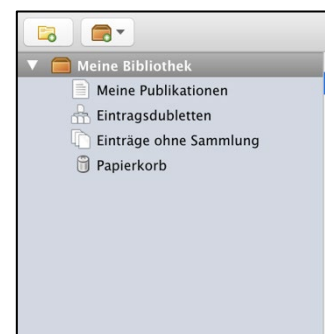 Meine Bibliothek
Meine Publikationen
Eintragsdubletten
Einträge ohne Sammlung
Papierkorb